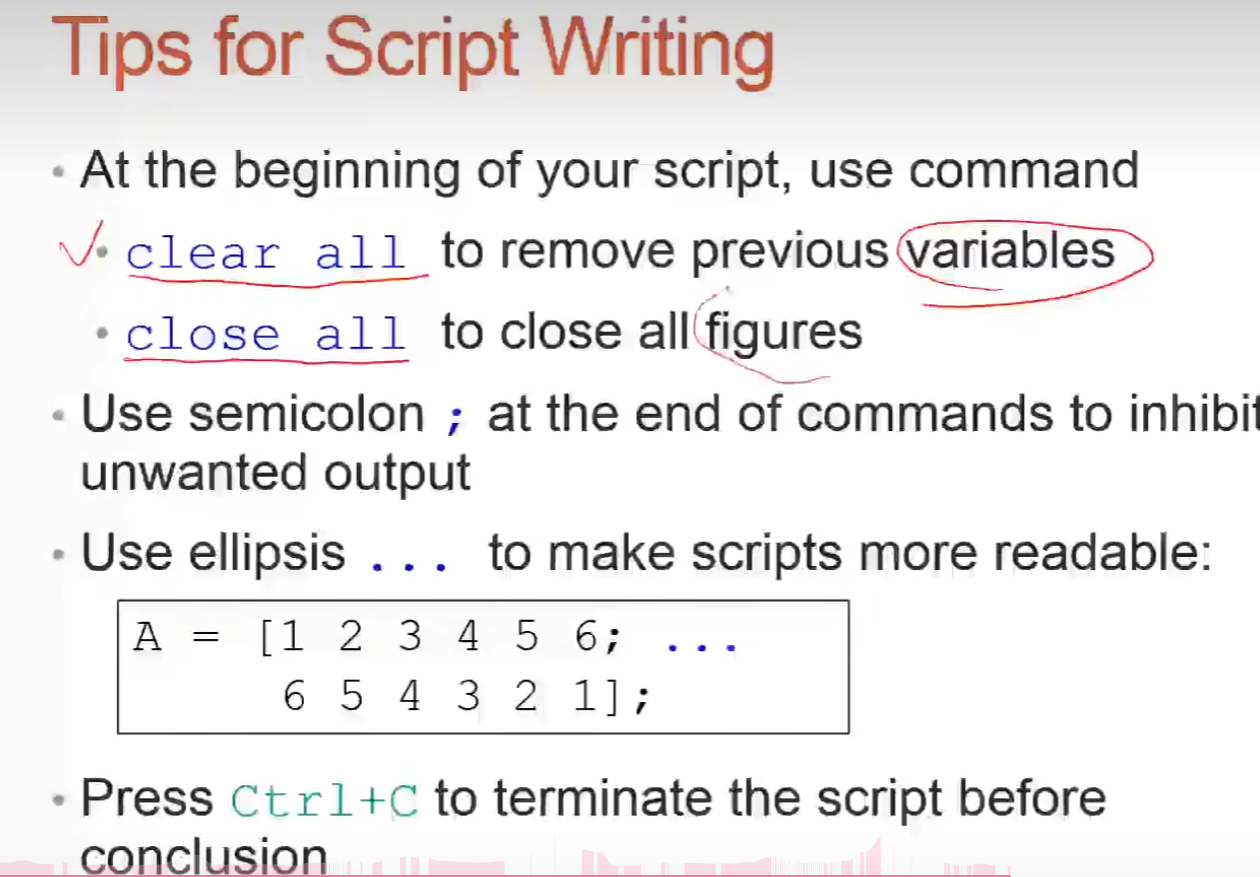 Tips for Script Writing
At the beginning of your script, use command
clear all to remove previous variables
close all to close all figures
Use semicolon ; at the end of commands to inhibit
unwanted output
Use ellipsis ... to make scripts more readable:
A = [1 2 3 4 5 6; ...
6 5 4 3 2 1];
Press Ctrl+C to terminate the script before
conclusion